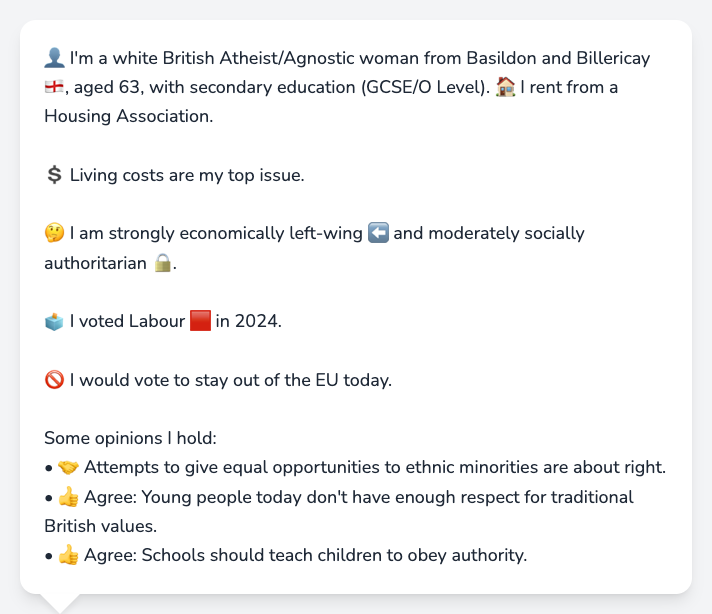 👤 I'm a white British Atheist/Agnostic woman from Basildon and Billericay
🏴󠁧󠁢󠁥󠁮󠁧󠁿, aged 63, with secondary education (GCSE/O Level). 🏠 I rent from a
Housing Association.
💲 Living costs are my top issue.
🤔 I am strongly economically left-wing ⬅️ and moderately socially
authoritarian 🔒.
🗳️ I voted Labour 🟥 in 2024.
🚫 I would vote to stay out of the EU today.
Some opinions I hold:
• 🤝 Attempts to give equal opportunities to ethnic minorities are about right.
• 👍 Agree: Young people today don't have enough respect for traditional
British values.
• 👍 Agree: Schools should teach children to obey authority.